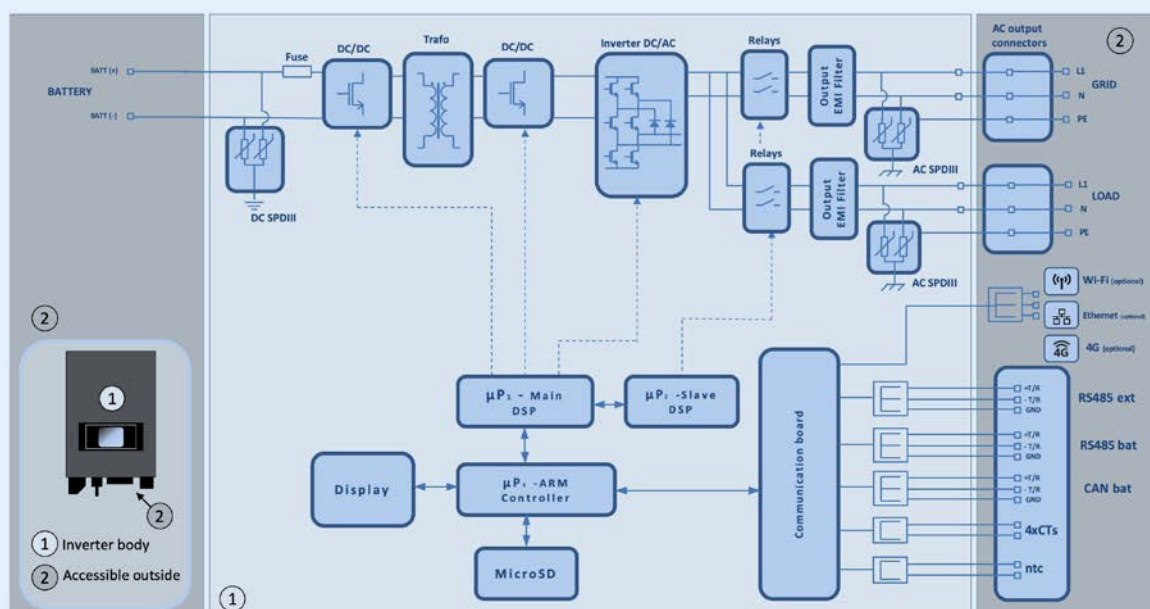 BATT (+)
BATTERY
BATT (-)
Fuse
DC/DC
Trafo
DC/DC
Inverter DC/AC
Relays
Output
EMI Filter
AC output
connectors
2
L1
GRID
N
PE
DC SPDIII
AC SPDIII
Relays
Output
EMI Filter
L1
LOAD
N
PE
AC SPDIII
Wi-Fi (optional)
Ethernet (optional)
4G
4G (optional)
2
1
2
1 Inverter body
2 Accessible outside
µP₁ - Main
DSP
µP₂ -Slave
DSP
Display
ARM
Controller
MicroSD
Communication board
+T/R
- T/R
GND
RS485 ext
+T/R
- T/R
GND
RS485 bat
+T/R
- T/R
GND
CAN bat
4xCTs
ntc
1